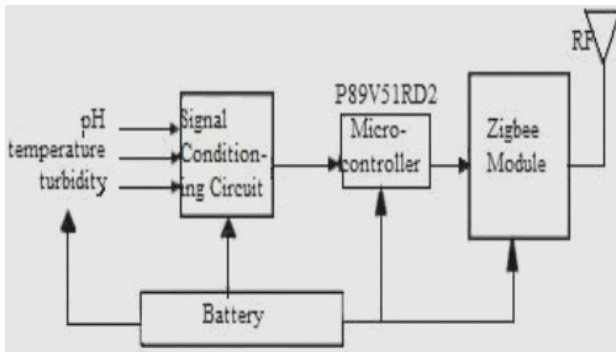 RF
P89V51RD2
pH
temperature
turbidity
Signal
Condition-
ing Circuit
Micro-
controller
Zigbee
Module
Battery